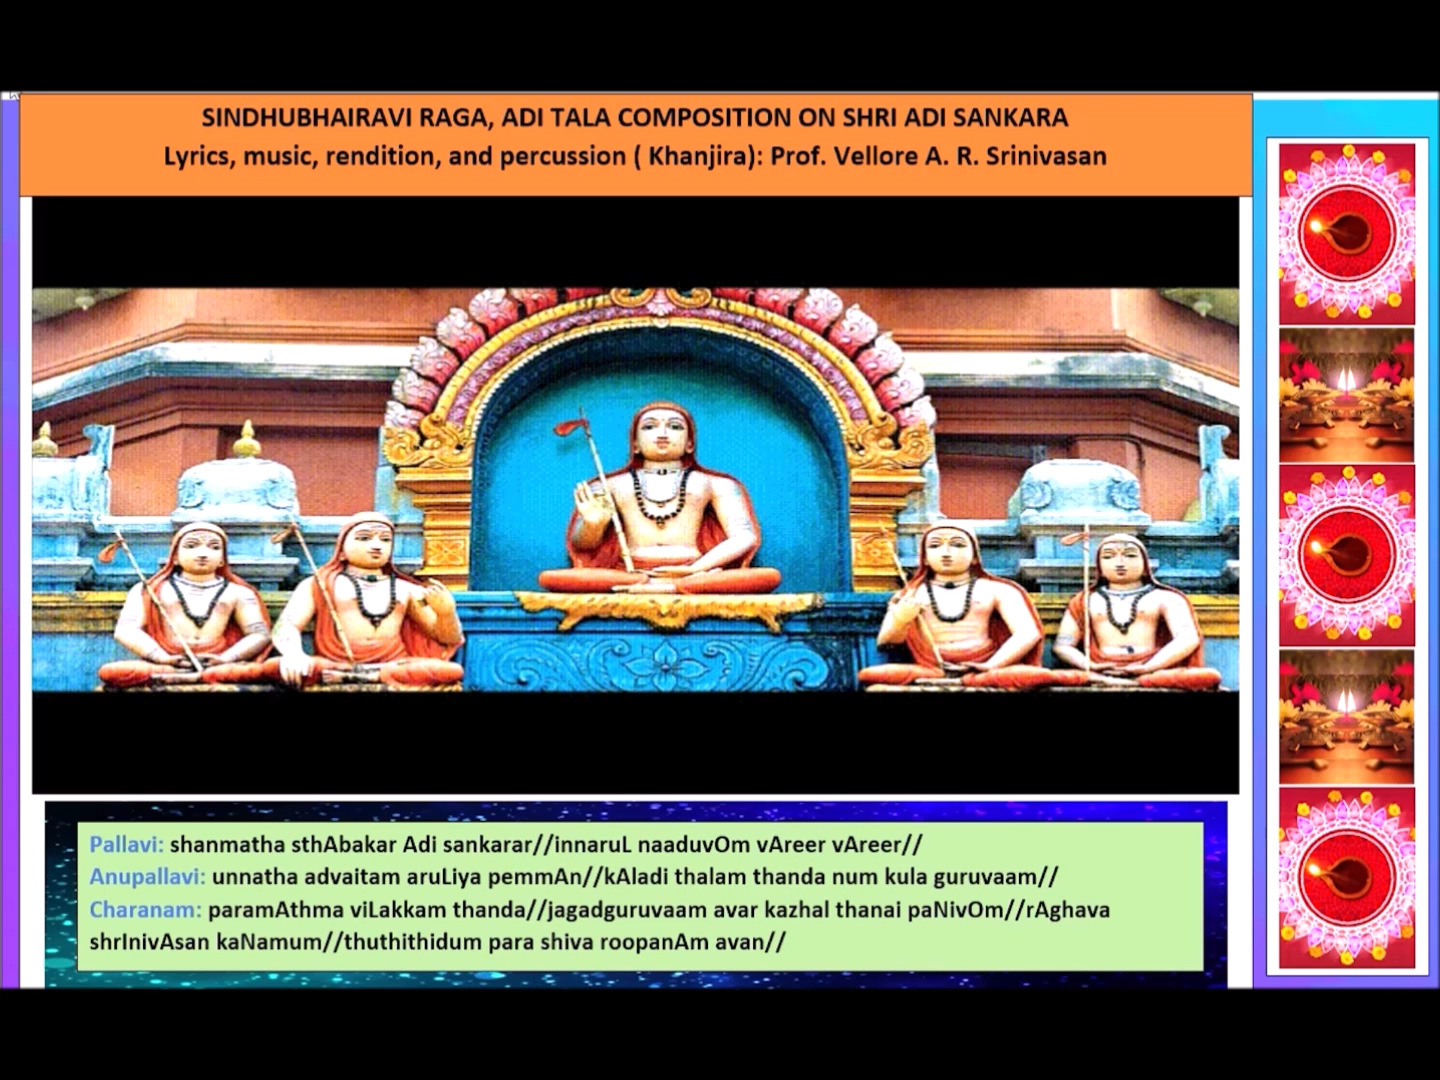 SINDHUBHAIRAVI RAGA, ADI TALA COMPOSITION ON SHRI ADI SANKARA
Lyrics, music, rendition, and percussion ( Khanjira): Prof. Vellore A. R. Srinivasan
Pallavi: shanmatha sthAbakar Adi sankarar//innaruL naaduvOm vAreer vAreer//
Anupallavi: unnatha advaitam aruLiya pemmAn//kAladi thalam thanda num kula guruvaam//
Charanam: paramAthma viLakkam thanda//jagadguruvaam avar kazhal thanai paNivOm//rAghava
shrInivAsan kaNamum//thuthithidum para shiva roopanAm avan//